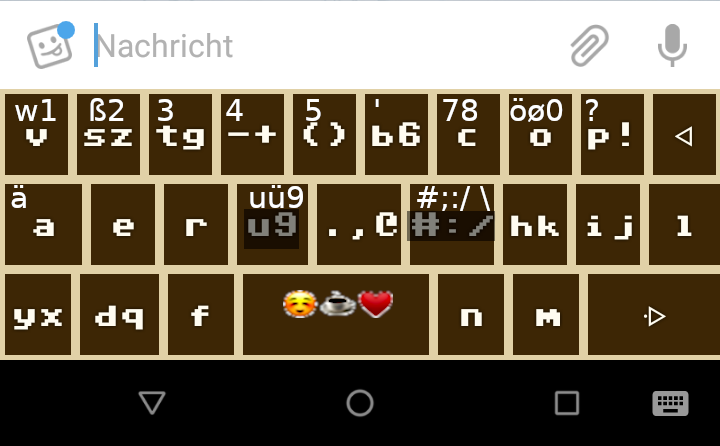 Nachricht
w1 ß2 3 4 5 ' 78 öø0 ?
v sz tg -+ () b6 c o p!
ä uü9 #;:/ \
a e r u9 .,@ #:/ hk ij l
yx dq f n m